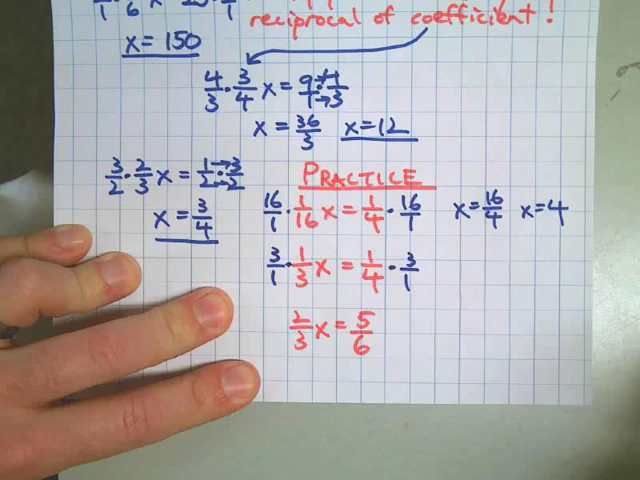 reciprocal of coefficient!
x = 150
4/3 · 3/4 x = 9/1 · 4/3
x = 36/3 x = 12
3/2 · 2/3 x = 1/2 · 3/2
x = 3/4
PRACTICE
16/1 · 1/16 x = 1/4 · 16/1 x = 16/4 x = 4
3/1 · 1/3 x = 1/4 · 3/1
2/3 x = 5/6